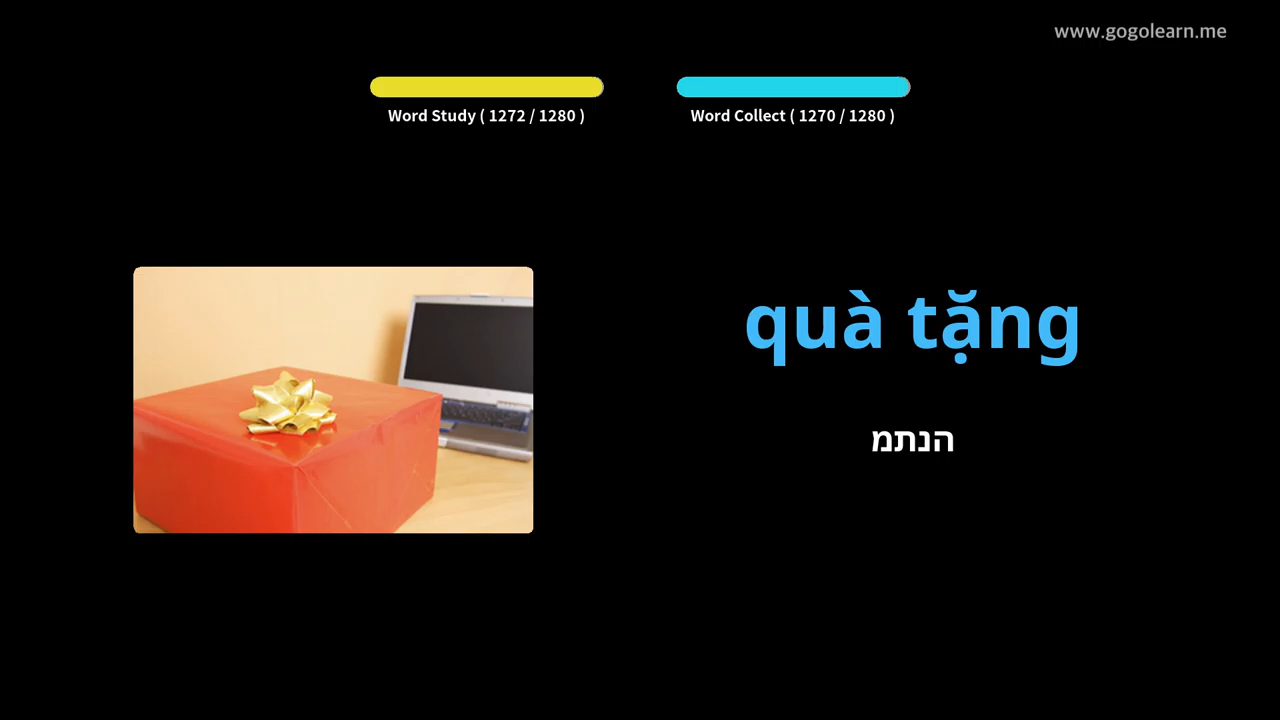 www.gogolearn.me
Word Study ( 1272 / 1280 )
Word Collect ( 1270 / 1280 )
quà tặng
הנתמ